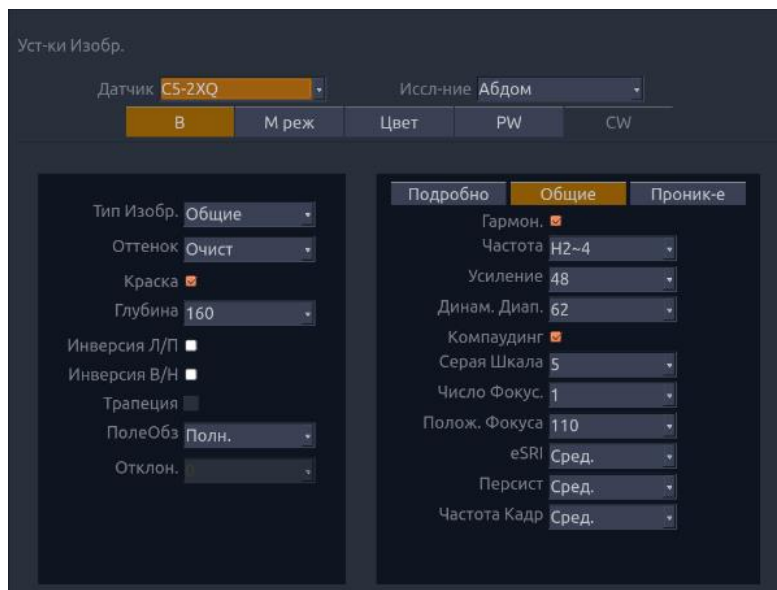 Уст-ки Изобр.
Датчик C5-2XQ Иссл-ние Абдом
B М реж Цвет PW CW
Тип Изобр. Общие
Оттенок Очист
Краска
Глубина 160
Инверсия Л/П
Инверсия В/Н
Трапеция
ПолеОбз Полн.
Отклон.
Подробно Общие Проник-е
Гармон.
Частота H2~4
Усиление 48
Динам. Диап. 62
Компаудинг
Серая Шкала 5
Число Фокус. 1
Полож. Фокуса 110
eSRI Сред.
Персист Сред.
Частота Кадр Сред.